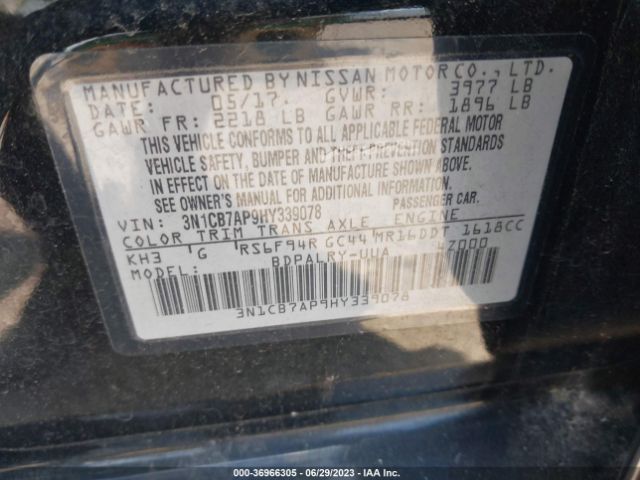 MANUFACTURED BY NISSAN MOTOR CO., LTD.
DATE: 05/17. GVWR: 3977 LB
GAWR FR: 2218 LB GAWR RR: 1896 LB
THIS VEHICLE CONFORMS TO ALL APPLICABLE FEDERAL MOTOR
VEHICLE SAFETY, BUMPER AND THEFT-PREVENTION STANDARDS
IN EFFECT ON THE DATE OF MANUFACTURE SHOWN ABOVE.
SEE OWNER'S MANUAL FOR ADDITIONAL INFORMATION.
VIN: 3N1CB7AP9HY339078 PASSENGER CAR.
COLOR TRIM TRANS AXLE ENGINE
KH3 G RS6F94R GC44 MR16DDT 1618CC
MODEL: BDPALRY-UUA 4Z000
3N1CB7AP9HY339078
000-36966305 - 06/29/2023 - IAA Inc.